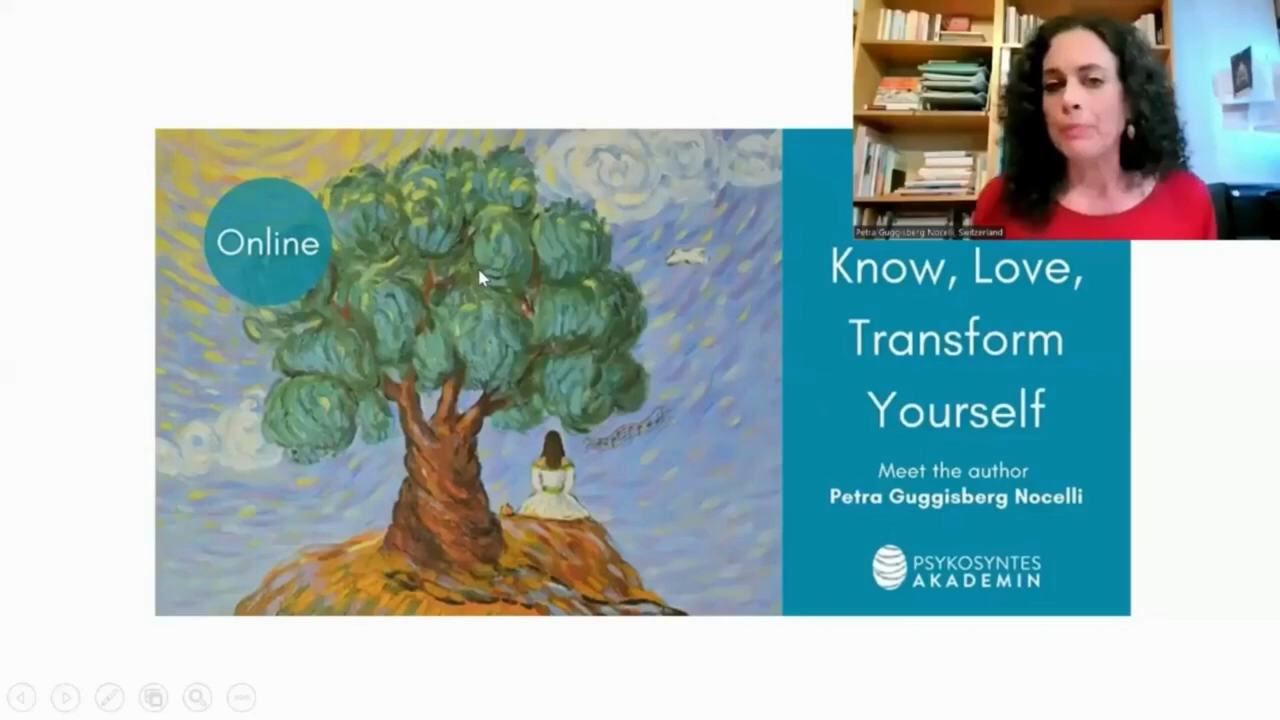 Online
Petra Guggisberg Nocelli, Switzerland
Know, Love,
Transform
Yourself
Meet the author
Petra Guggisberg Nocelli
PSYKOSYNTES
AKADEMIN